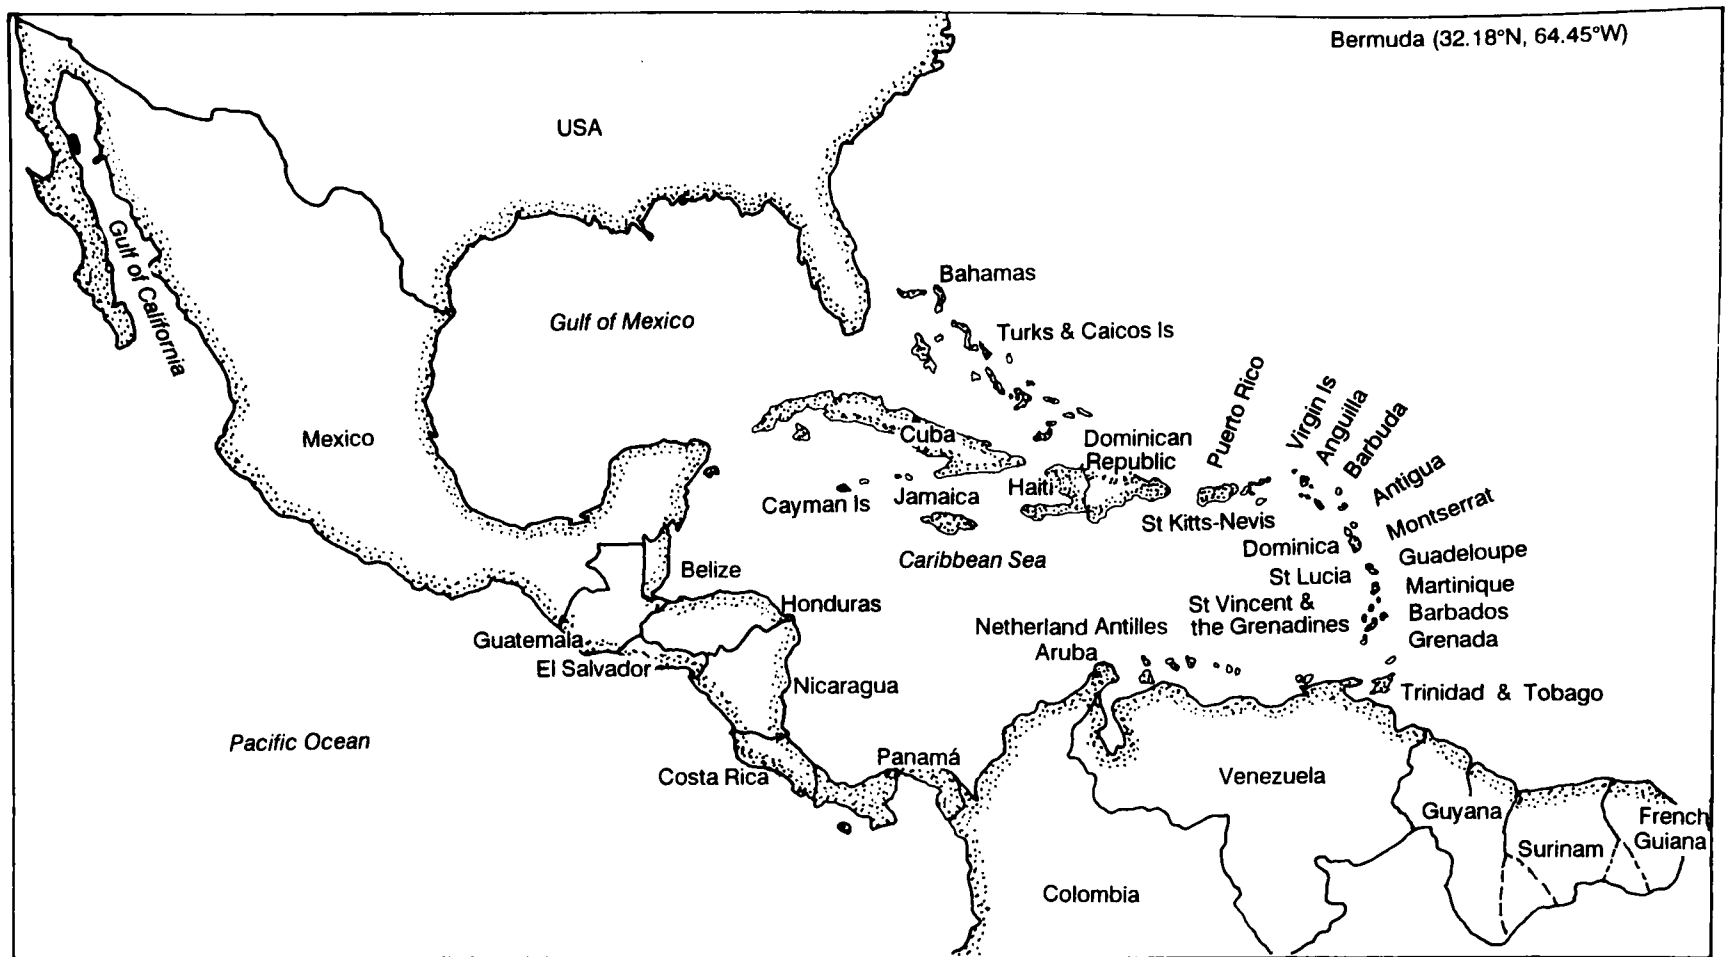 Bermuda (32.18°N, 64.45°W)
USA
Gulf of California
Bahamas
Gulf of Mexico
Turks & Caicos Is
Puerto Rico
Virgin Is
Anguilla
Barbuda
Mexico
Cuba
Dominican
Republic
Antigua
Cayman Is
Jamaica
Haiti
St Kitts-Nevis
Montserrat
Caribbean Sea
Dominica
Guadeloupe
Belize
St Lucia
Martinique
Honduras
St Vincent &
the Grenadines
Barbados
Guatemala
Netherland Antilles
Aruba
Grenada
El Salvador
Nicaragua
Trinidad & Tobago
Pacific Ocean
Costa Rica
Panamá
Venezuela
Guyana
French
Guiana
Surinam
Colombia